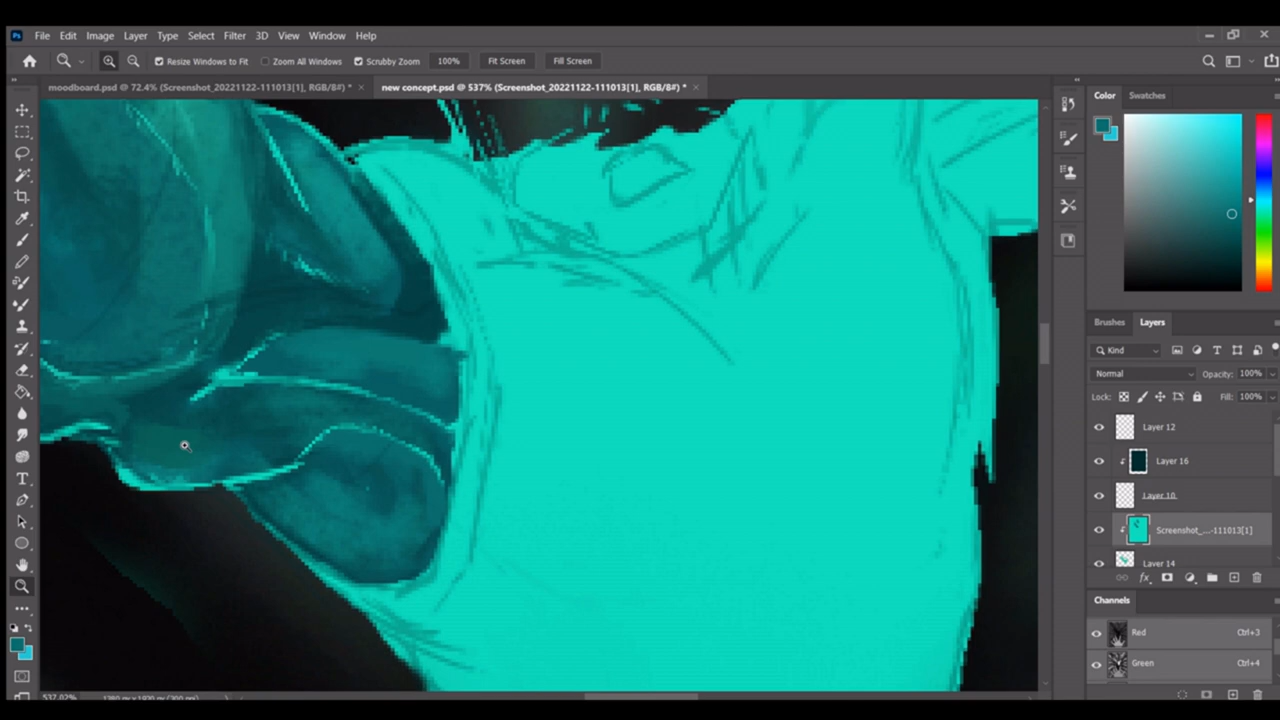 Ps File Edit Image Layer Type Select Filter 3D View Window Help
Resize Windows to Fit Zoom All Windows Scrubby Zoom 100% Fit Screen Fill Screen
moodboard.psd @ 72.4% (Screenshot_20221122-111013[1], RGB/8#) * × new concept.psd @ 537% (Screenshot_20221122-111013[1], RGB/8#) * ×
Color Swatches
Brushes Layers
Kind
Normal Opacity: 100%
Lock: Fill: 100%
Layer 12
Layer 16
Layer 10
Screenshot_...-111013[1]
Layer 14
fx
Channels
Red Ctrl+3
Green Ctrl+4